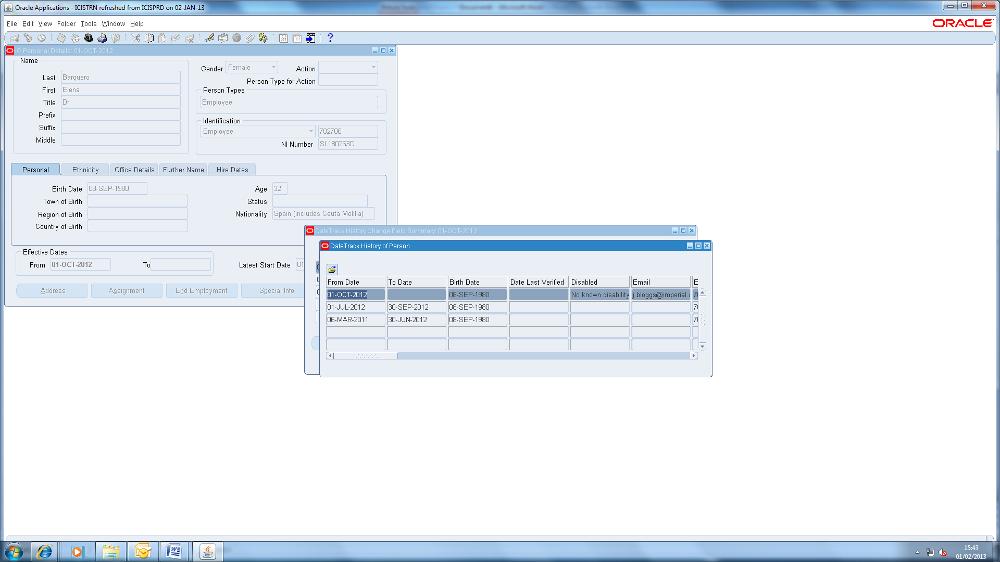 Oracle Applications - ICISTRN refreshed from ICISPRD on 02-JAN-13
File Edit View Folder Tools Window Help
ORACLE
IC Personal Details: 01-OCT-2012
Name
Last Barquero
First Elena
Title Dr
Prefix
Suffix
Middle
Gender Female Action
Person Type for Action
Person Types
Employee
Identification
Employee 702706
NI Number SL180263D
Personal Ethnicity Office Details Further Name Hire Dates
Birth Date 08-SEP-1980 Age 32
Town of Birth Status
Region of Birth Nationality Spain (includes Ceuta Melilla)
Country of Birth
Effective Dates
From 01-OCT-2012 To Latest Start Date 01
Address Assignment End Employment Special Info
DateTrack History Change Field Summary: 01-OCT-2012
DateTrack History of Person
From Date To Date Birth Date Date Last Verified Disabled Email E
01-OCT-2012 08-SEP-1980 No known disability j.bloggs@imperial.a 70
01-JUL-2012 30-SEP-2012 08-SEP-1980 70
06-MAR-2011 30-JUN-2012 08-SEP-1980 70
15:43
01/02/2013